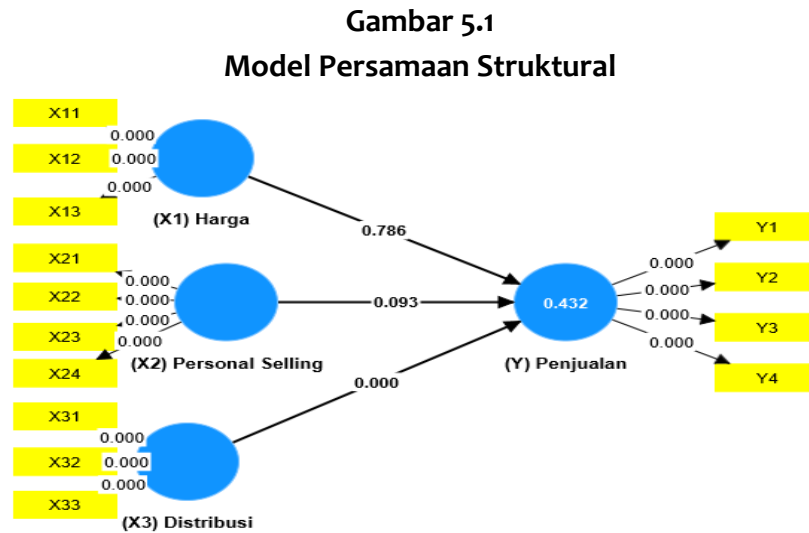 Gambar 5.1
Model Persamaan Struktural
X11
0.000
X12
0.000
0.000
X13
(X1) Harga
0.786
X21
0.000
X22
0.000
0.000
X23
0.000
X24
(X2) Personal Selling
0.093
X31
0.000
X32
0.000
0.000
X33
(X3) Distribusi
0.000
0.432
(Y) Penjualan
Y1
0.000
Y2
0.000
0.000
Y3
0.000
Y4